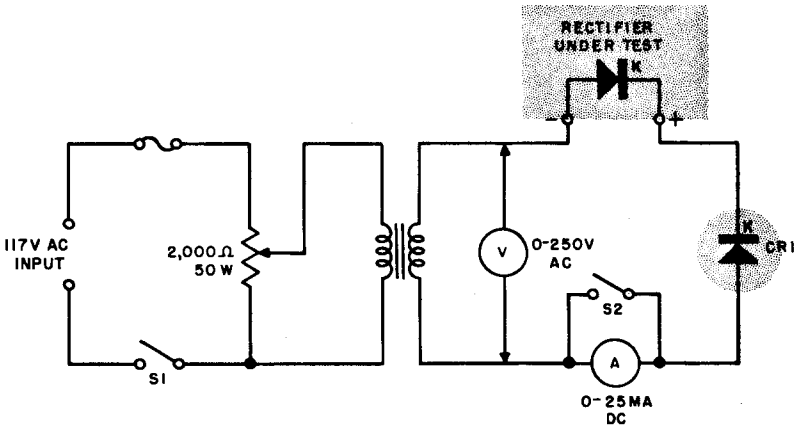 RECTIFIER
UNDER TEST
K
- +
117V AC
INPUT
2,000Ω
50 W
V
0-250V
AC
K
CR1
S2
S1
A
0-25MA
DC